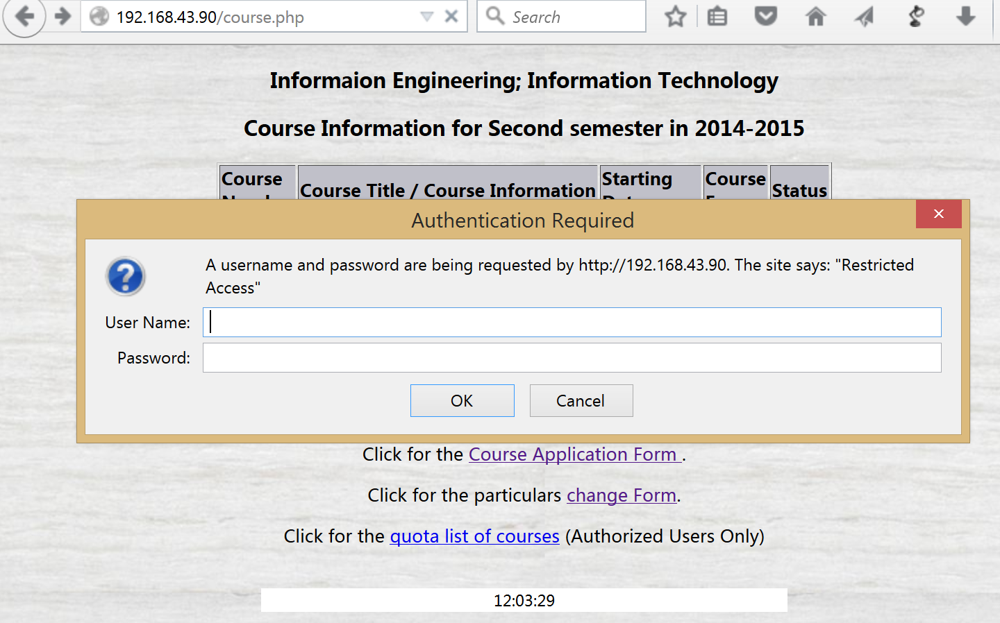 192.168.43.90/course.php
Search
Informaion Engineering; Information Technology
Course Information for Second semester in 2014-2015
Course
Course Title / Course Information
Starting
Course
Status
Authentication Required
A username and password are being requested by http://192.168.43.90. The site says: "Restricted
Access"
User Name:
Password:
OK
Cancel
Click for the Course Application Form .
Click for the particulars change Form.
Click for the quota list of courses (Authorized Users Only)
12:03:29